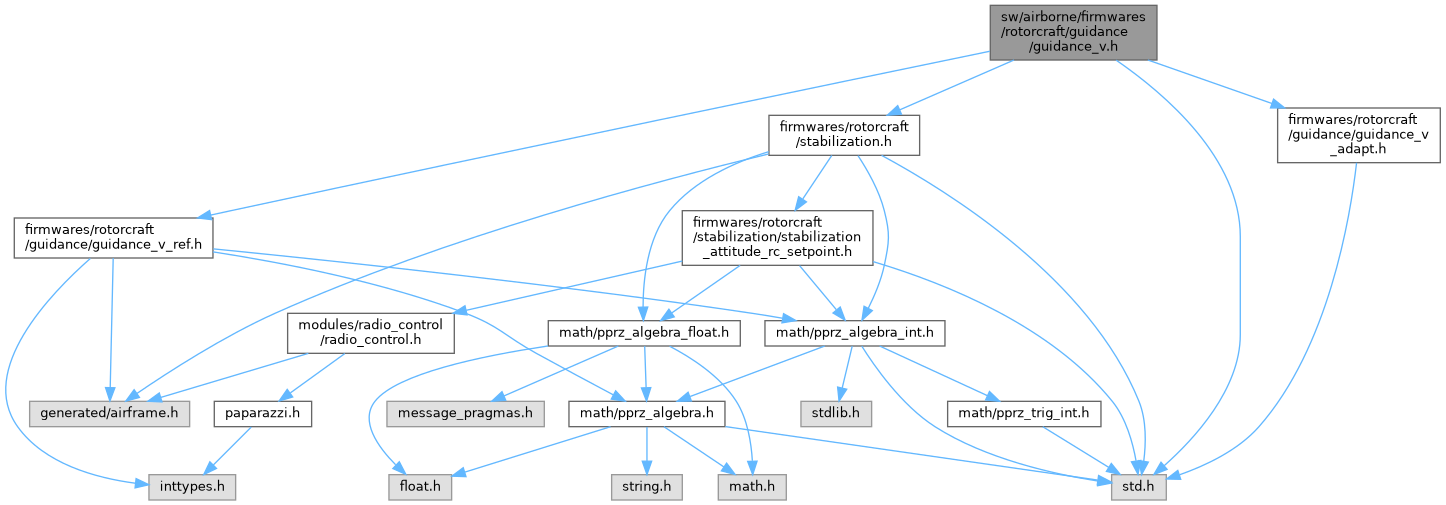 sw/airborne/firmwares
/rotorcraft/guidance
/guidance_v.h
firmwares/rotorcraft
/guidance/guidance_v
_adapt.h
firmwares/rotorcraft
/stabilization.h
firmwares/rotorcraft
/guidance/guidance_v_ref.h
firmwares/rotorcraft
/stabilization/stabilization
_attitude_rc_setpoint.h
modules/radio_control
/radio_control.h
math/pprz_algebra_float.h
math/pprz_algebra_int.h
generated/airframe.h
paparazzi.h
message_pragmas.h
math/pprz_algebra.h
stdlib.h
math/pprz_trig_int.h
inttypes.h
float.h
string.h
math.h
std.h